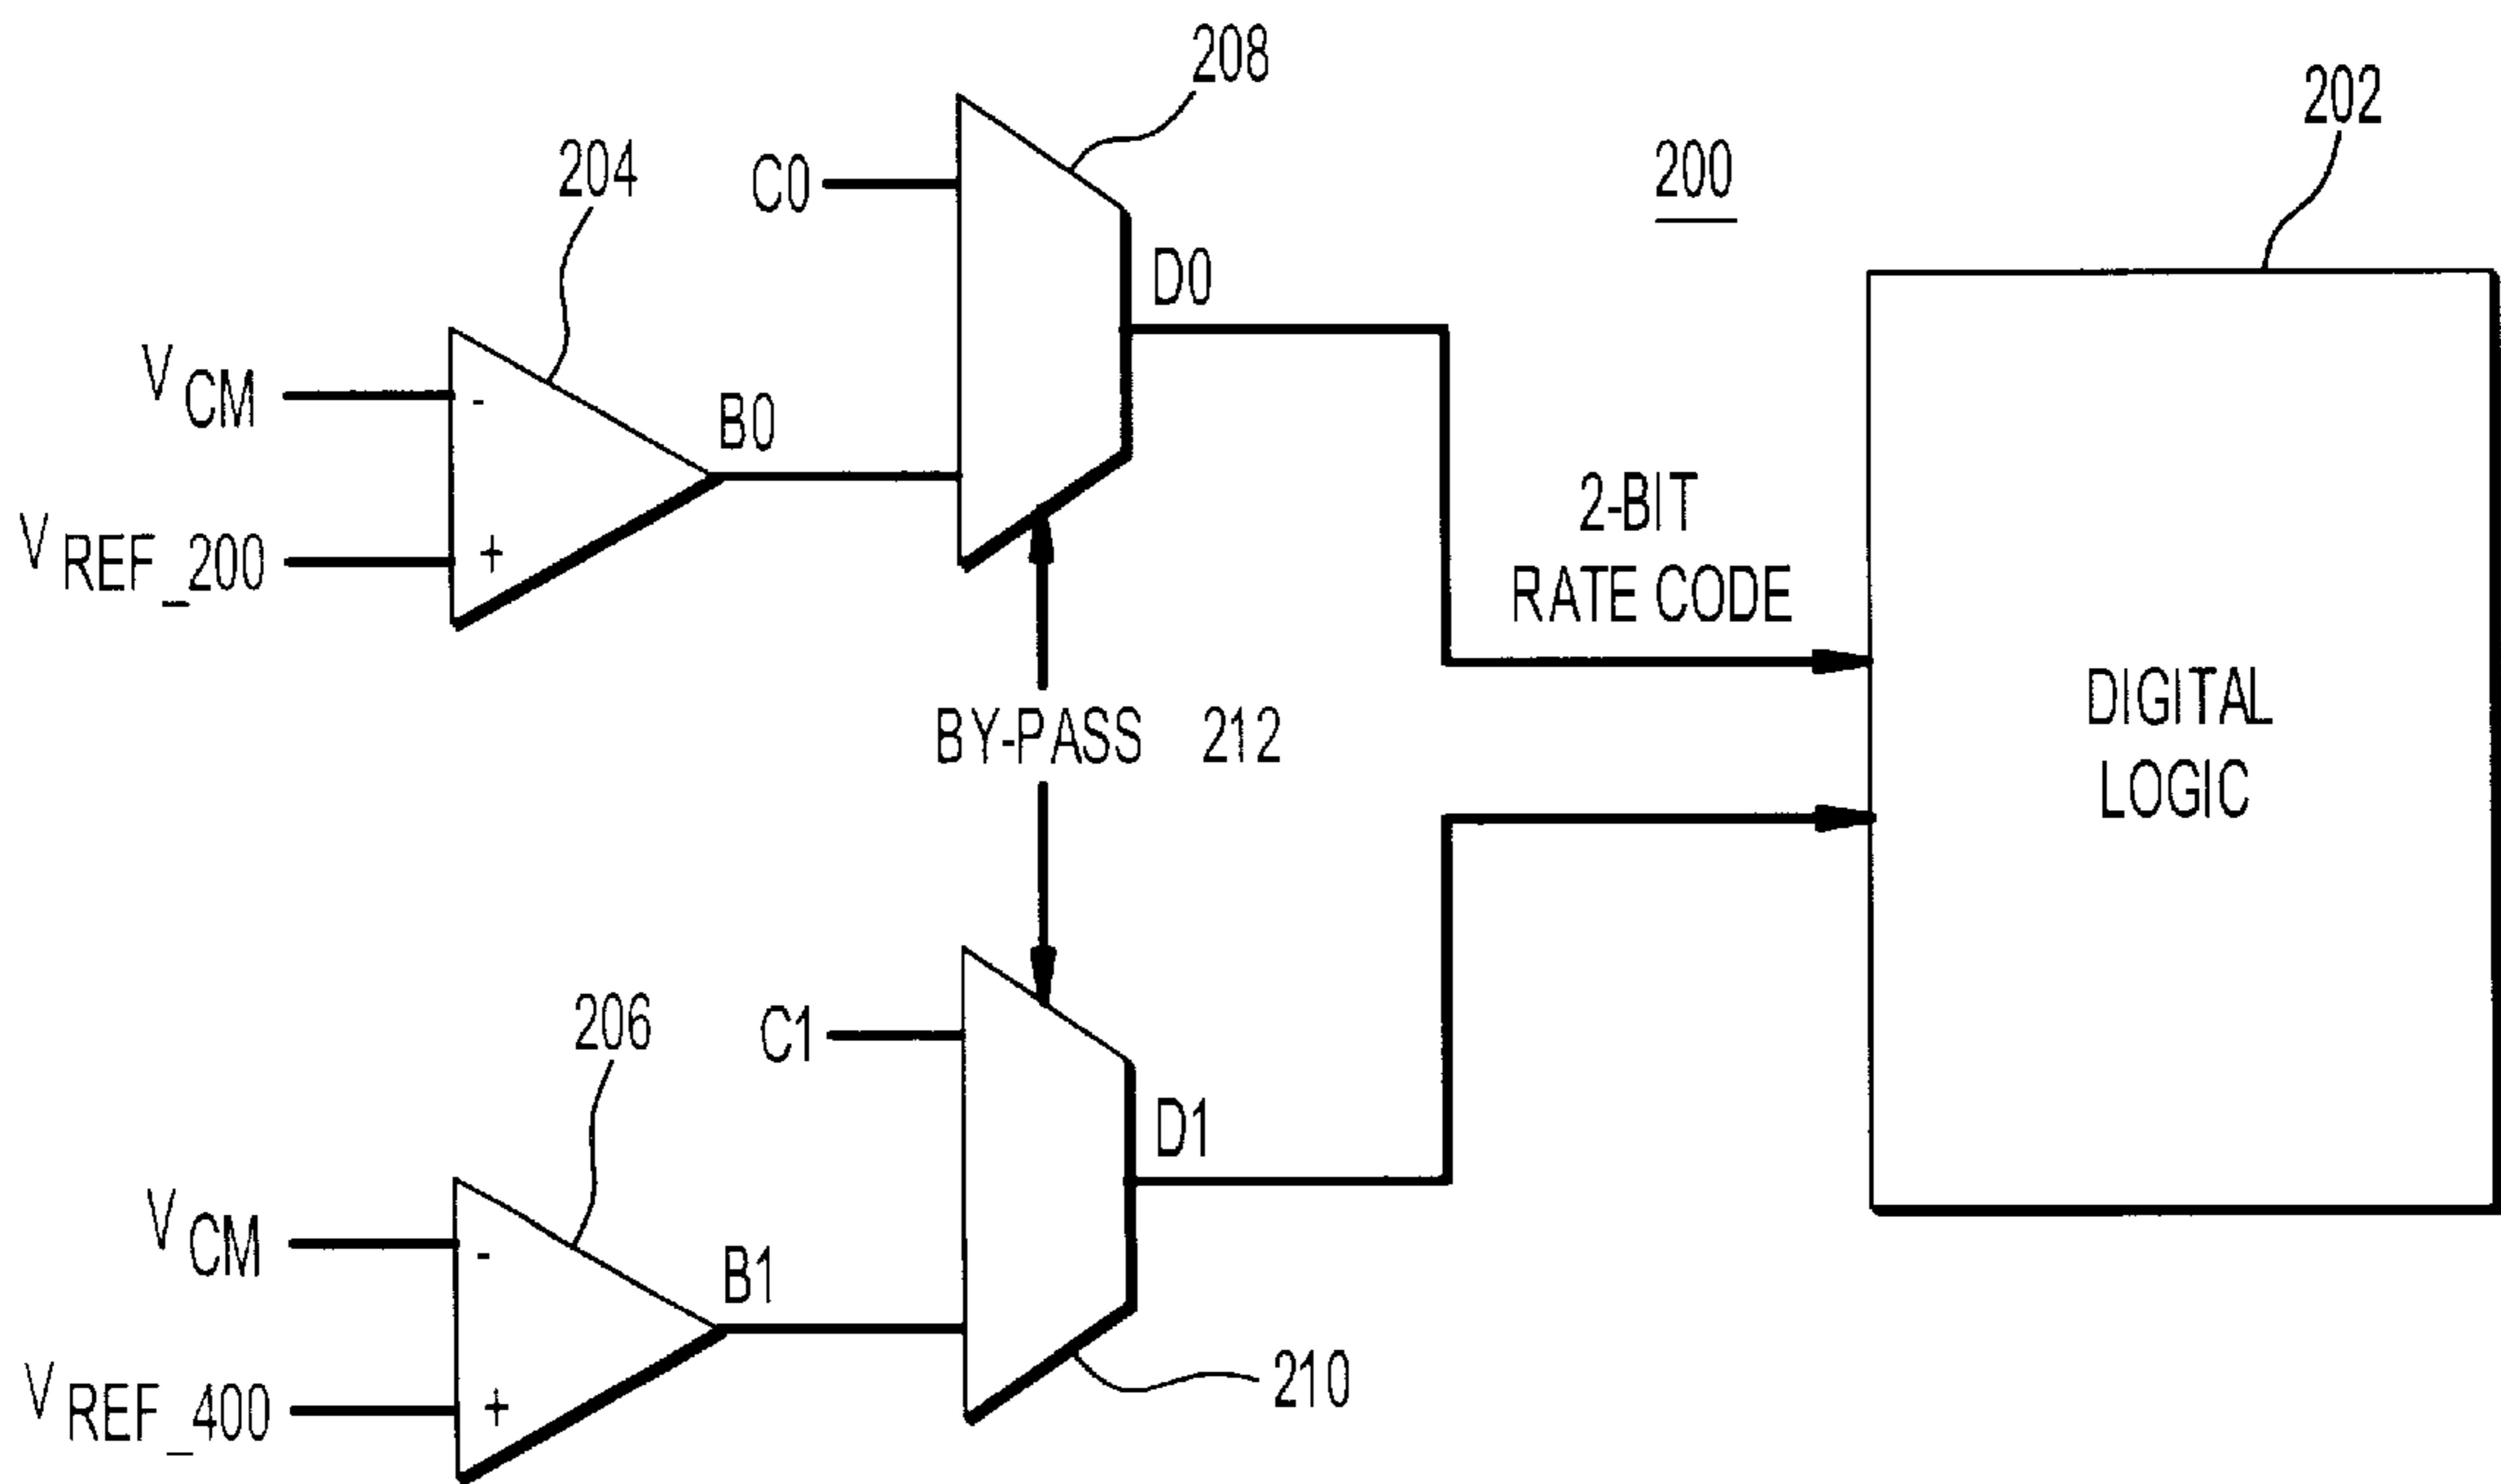 208
202
204
200
C0
D0
V CM
-
B0
2-BIT
RATE CODE
V REF_200
+
DIGITAL
LOGIC
BY-PASS 212
206
C1
D1
V CM
-
B1
210
V REF_400
+